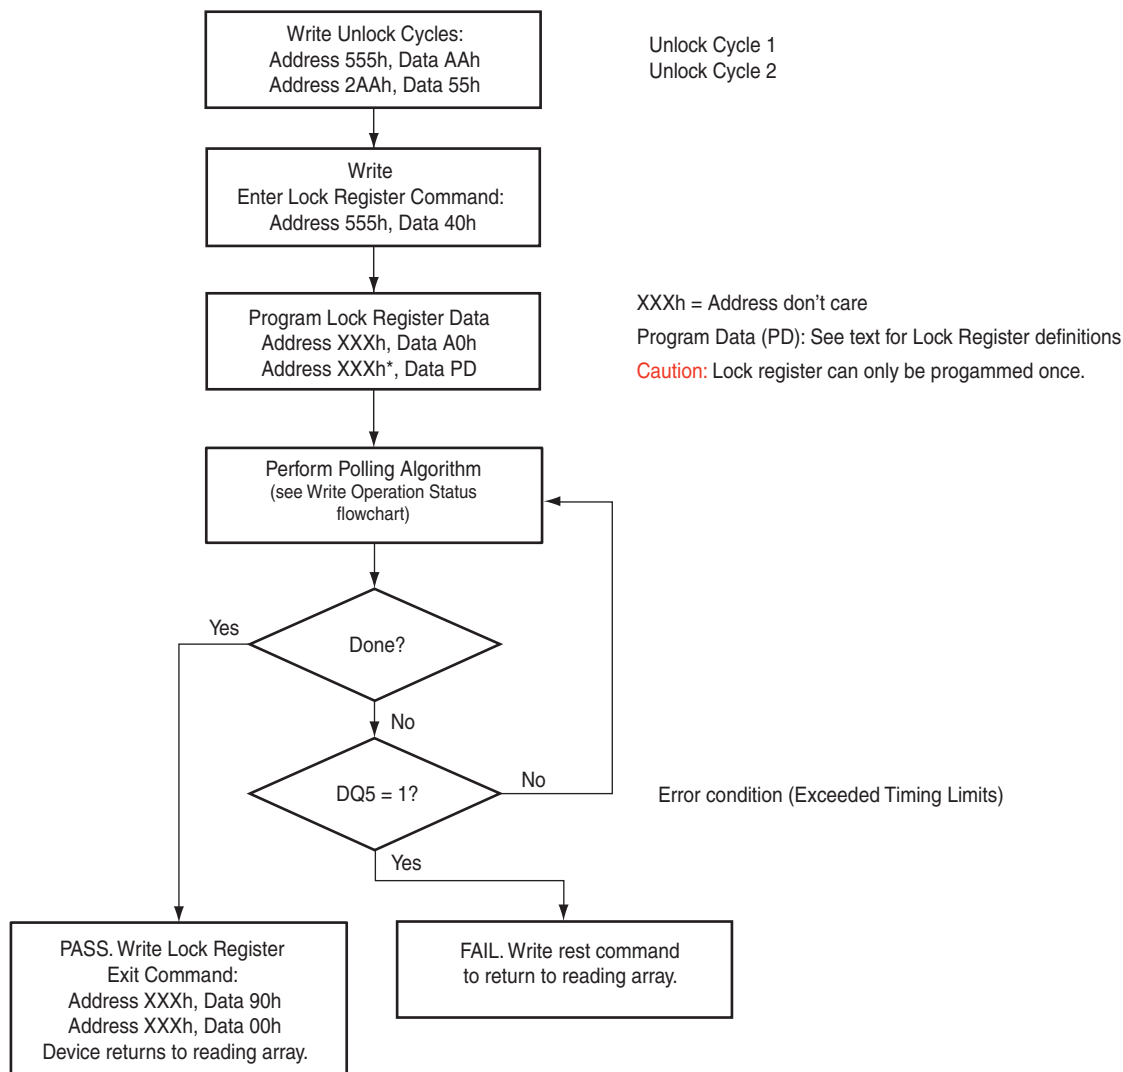 Write Unlock Cycles:
Address 555h, Data AAh
Address 2AAh, Data 55h
Unlock Cycle 1
Unlock Cycle 2
Write
Enter Lock Register Command:
Address 555h, Data 40h
Program Lock Register Data
Address XXXh, Data A0h
Address XXXh*, Data PD
XXXh = Address don't care
Program Data (PD): See text for Lock Register definitions
Caution: Lock register can only be progammed once.
Perform Polling Algorithm
(see Write Operation Status
flowchart)
Yes
Done?
No
DQ5 = 1?
No
Error condition (Exceeded Timing Limits)
Yes
PASS. Write Lock Register
Exit Command:
Address XXXh, Data 90h
Address XXXh, Data 00h
Device returns to reading array.
FAIL. Write rest command
to return to reading array.